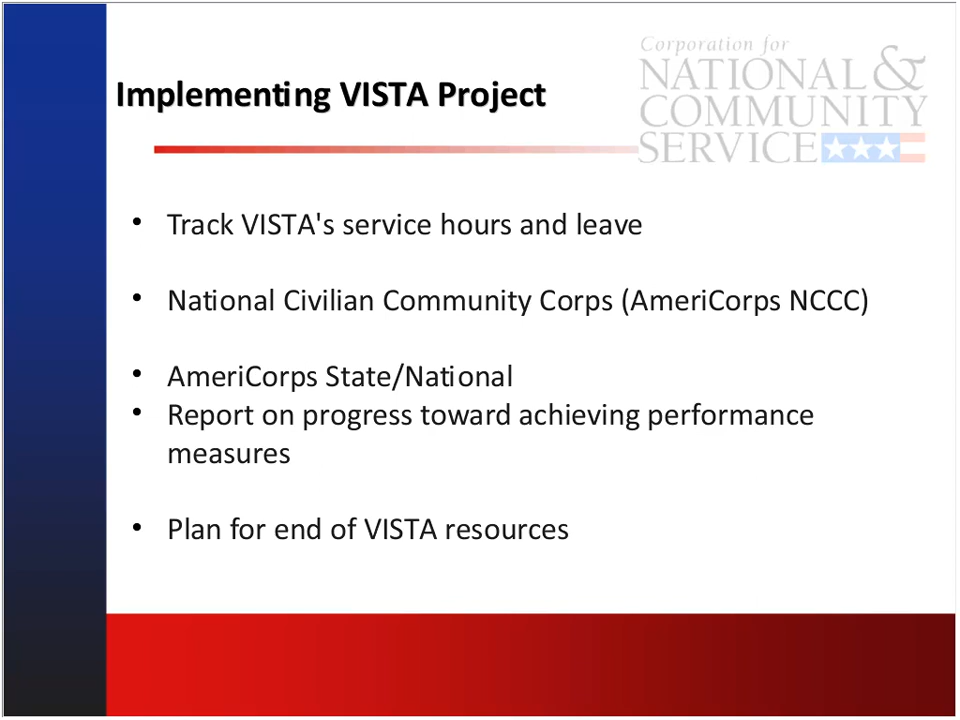 Corporation for
NATIONAL &
COMMUNITY
SERVICE
Implementing VISTA Project
• Track VISTA's service hours and leave
• National Civilian Community Corps (AmeriCorps NCCC)
• AmeriCorps State/National
• Report on progress toward achieving performance
measures
• Plan for end of VISTA resources